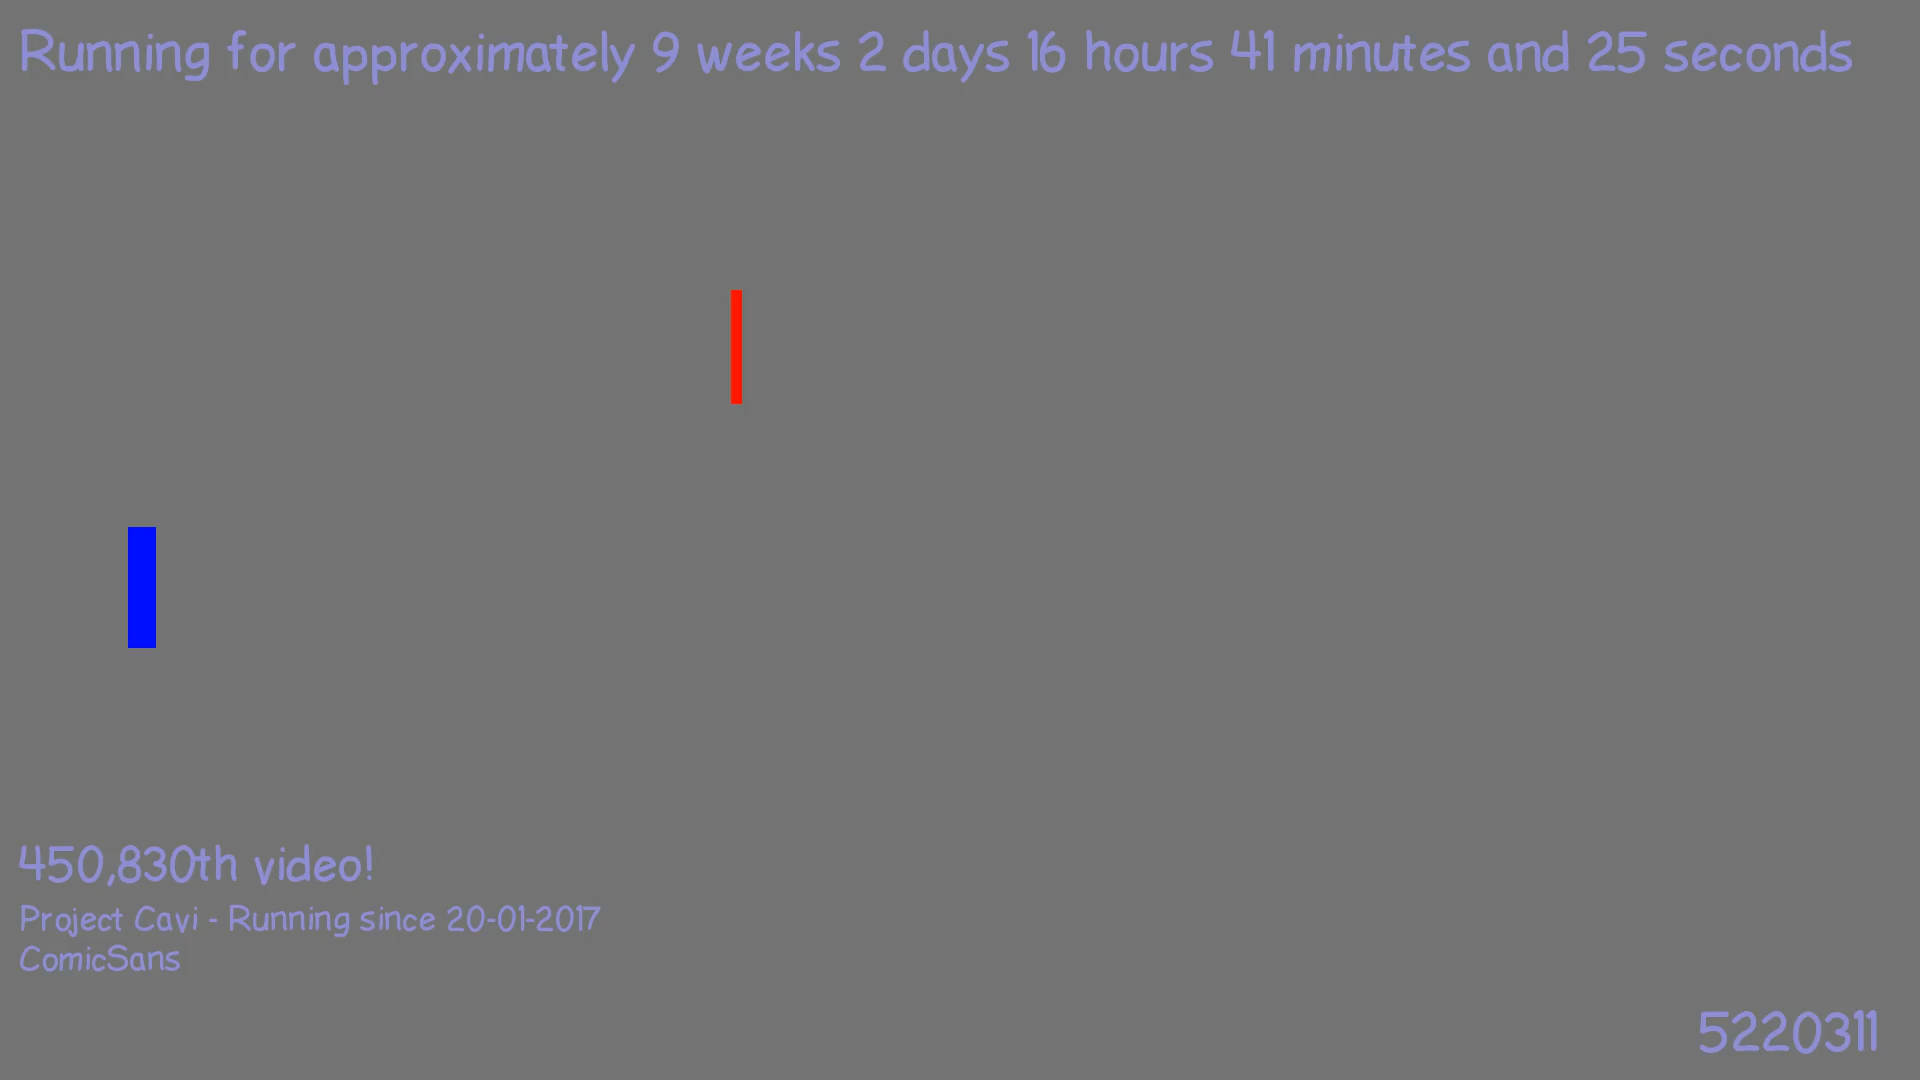 Running for approximately 9 weeks 2 days 16 hours 41 minutes and 25 seconds
450,830th video!
Project Cavi - Running since 20-01-2017
ComicSans
5220311